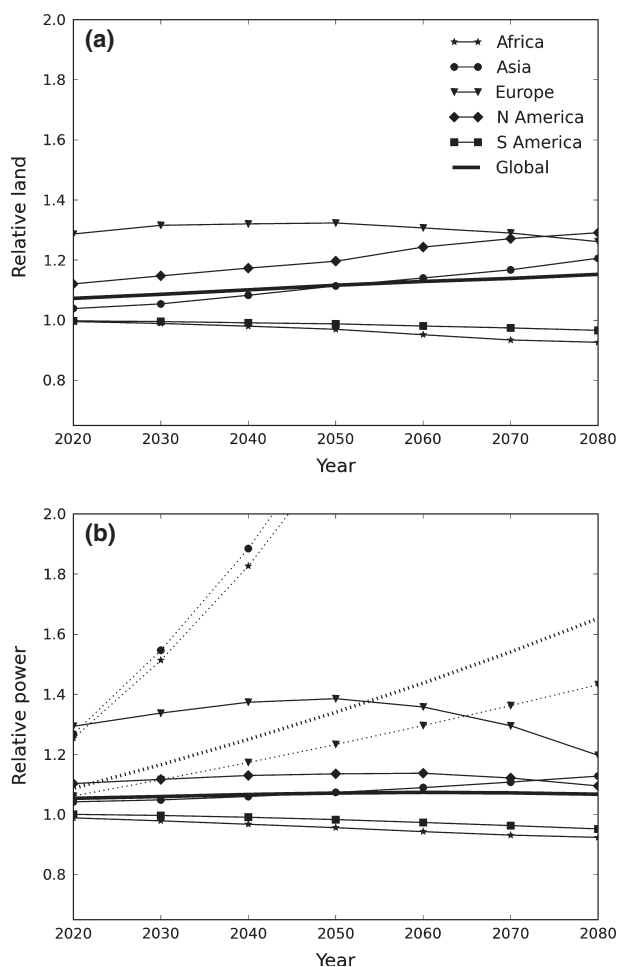 (a)
Africa
Asia
Europe
N America
S America
Global
2.0
1.8
1.6
1.4
1.2
1.0
0.8
Relative land
2020 2030 2040 2050 2060 2070 2080
Year
(b)
2.0
1.8
1.6
1.4
1.2
1.0
0.8
Relative power
2020 2030 2040 2050 2060 2070 2080
Year